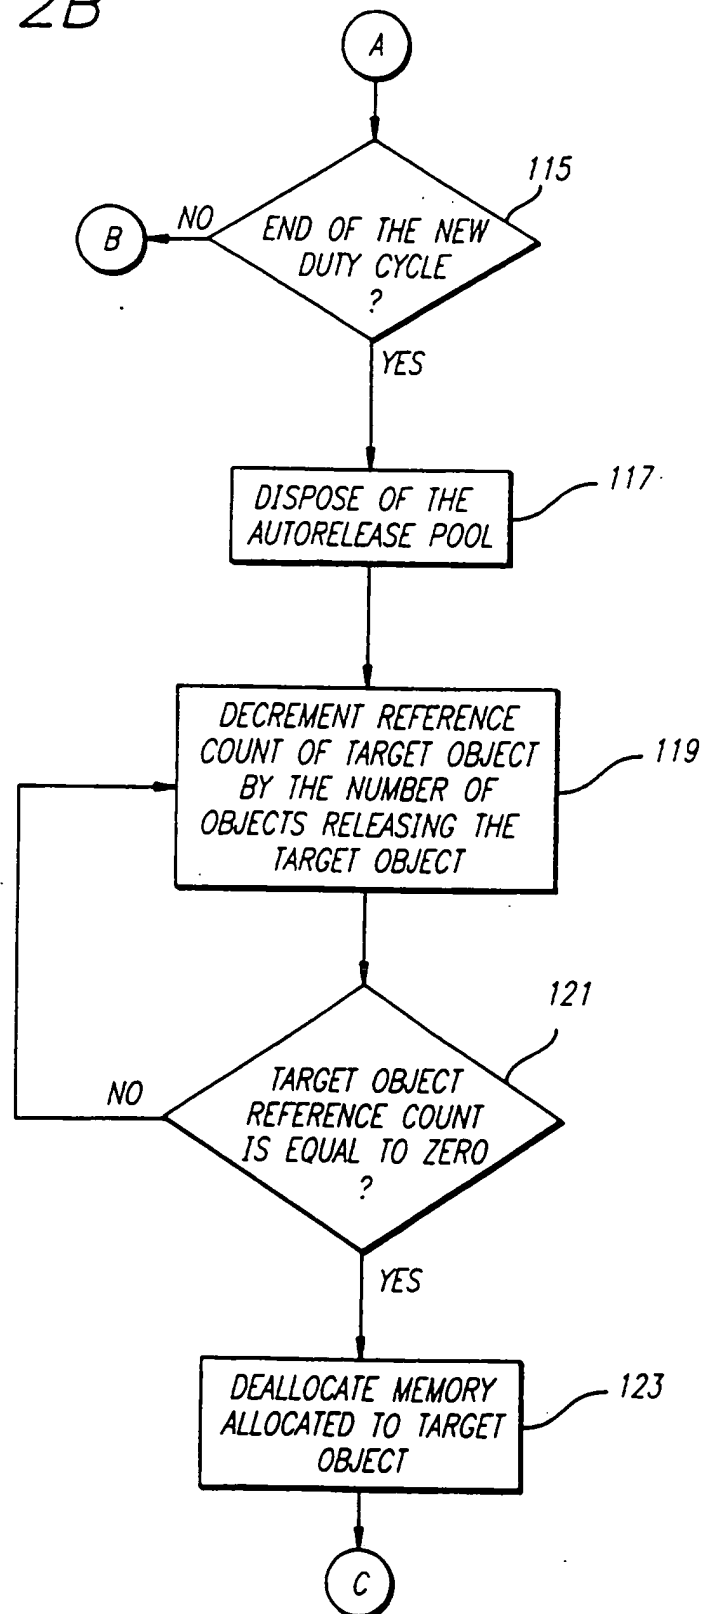 2B
A
115
NO
B
END OF THE NEW
DUTY CYCLE
?
YES
117
DISPOSE OF THE
AUTORELEASE POOL
DECREMENT REFERENCE
COUNT OF TARGET OBJECT
BY THE NUMBER OF
OBJECTS RELEASING THE
TARGET OBJECT
119
121
NO
TARGET OBJECT
REFERENCE COUNT
IS EQUAL TO ZERO
?
YES
DEALLOCATE MEMORY
ALLOCATED TO TARGET
OBJECT
123
C